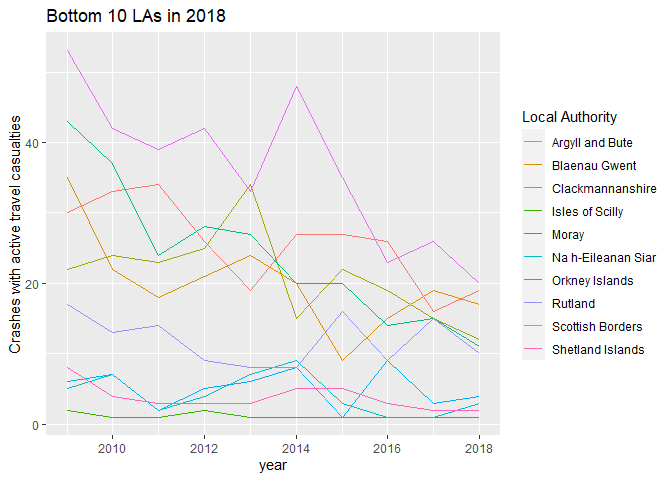 Bottom 10 LAs in 2018
Crashes with active travel casualties
40
20
0
2010
2012
2014
2016
2018
year
Local Authority
Argyll and Bute
Blaenau Gwent
Clackmannanshire
Isles of Scilly
Moray
Na h-Eileanan Siar
Orkney Islands
Rutland
Scottish Borders
Shetland Islands